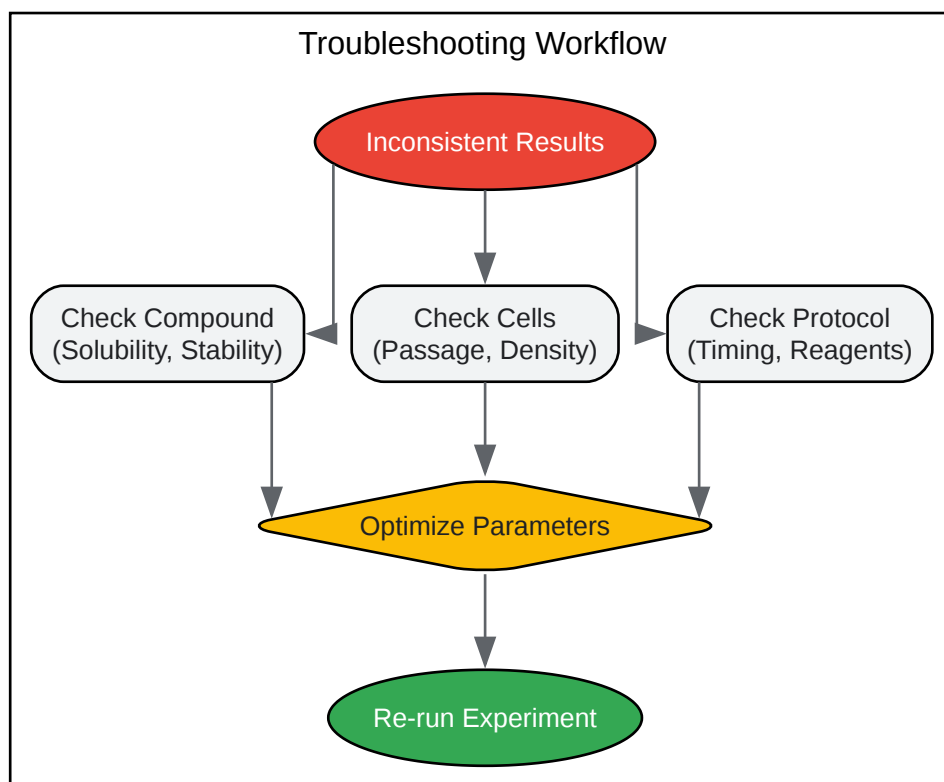 Troubleshooting Workflow
Inconsistent Results
Check Compound
(Solubility, Stability)
Check Cells
(Passage, Density)
Check Protocol
(Timing, Reagents)
Optimize Parameters
Re-run Experiment